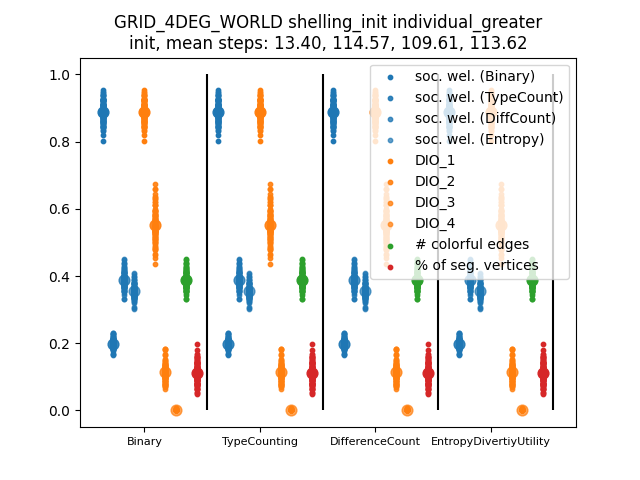 GRID_4DEG_WORLD shelling_init individual_greater
init, mean steps: 13.40, 114.57, 109.61, 113.62
1.0
0.8
0.6
0.4
0.2
0.0
soc. wel. (Binary)
soc. wel. (TypeCount)
soc. wel. (DiffCount)
soc. wel. (Entropy)
DIO_1
DIO_2
DIO_3
DIO_4
# colorful edges
% of seg. vertices
Binary
TypeCounting
DifferenceCount
EntropyDivertiyUtility